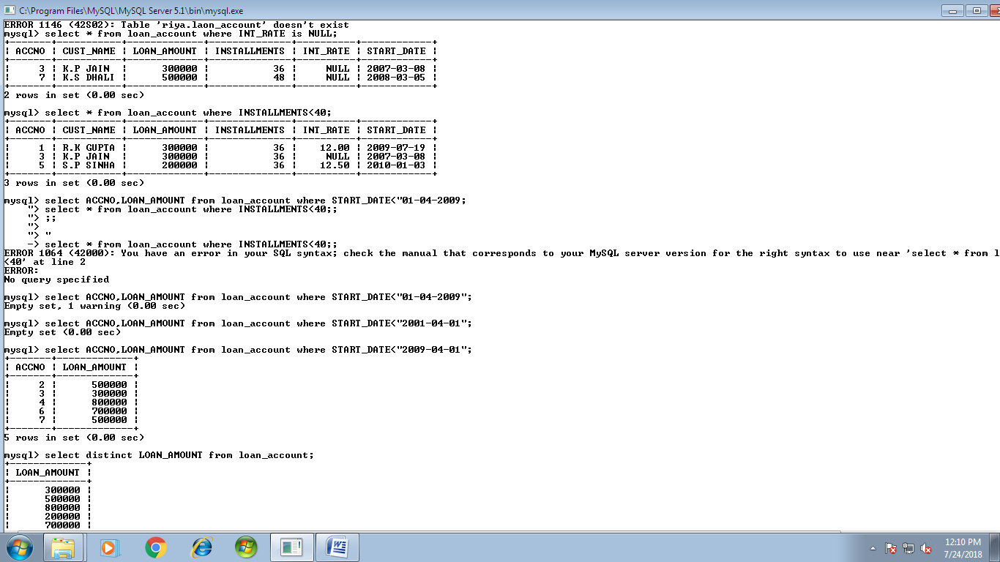 C:\Program Files\MySQL\MySQL Server 5.1\bin\mysql.exe
ERROR 1146 (42S02): Table 'riya.laon_account' doesn't exist
mysql> select * from loan_account where INT_RATE is NULL;
+-------+-----------+-------------+--------------+----------+------------+
| ACCNO | CUST_NAME | LOAN_AMOUNT | INSTALLMENTS | INT_RATE | START_DATE |
+-------+-----------+-------------+--------------+----------+------------+
|     3 | K.P JAIN  |      300000 |           36 |     NULL | 2007-03-08 |
|     7 | K.S DHALI |      500000 |           48 |     NULL | 2008-03-05 |
+-------+-----------+-------------+--------------+----------+------------+
2 rows in set (0.00 sec)
mysql> select * from loan_account where INSTALLMENTS<40;
+-------+-----------+-------------+--------------+----------+------------+
| ACCNO | CUST_NAME | LOAN_AMOUNT | INSTALLMENTS | INT_RATE | START_DATE |
+-------+-----------+-------------+--------------+----------+------------+
|     1 | R.K GUPTA |      300000 |           36 |    12.00 | 2009-07-19 |
|     3 | K.P JAIN  |      300000 |           36 |     NULL | 2007-03-08 |
|     5 | S.P SINHA |      200000 |           36 |    12.50 | 2010-01-03 |
+-------+-----------+-------------+--------------+----------+------------+
3 rows in set (0.00 sec)
mysql> select ACCNO,LOAN_AMOUNT from loan_account where START_DATE<"01-04-2009;
    "> select * from loan_account where INSTALLMENTS<40;;
    "> ;;
    ">
    "> "
    -> select * from loan_account where INSTALLMENTS<40;;
ERROR 1064 (42000): You have an error in your SQL syntax; check the manual that corresponds to your MySQL server version for the right syntax to use near 'select * from l
<40' at line 2
ERROR:
No query specified
mysql> select ACCNO,LOAN_AMOUNT from loan_account where START_DATE<"01-04-2009";
Empty set, 1 warning (0.00 sec)
mysql> select ACCNO,LOAN_AMOUNT from loan_account where START_DATE<"2001-04-01";
Empty set (0.00 sec)
mysql> select ACCNO,LOAN_AMOUNT from loan_account where START_DATE<"2009-04-01";
+-------+-------------+
| ACCNO | LOAN_AMOUNT |
+-------+-------------+
|     2 |      500000 |
|     3 |      300000 |
|     4 |      800000 |
|     6 |      700000 |
|     7 |      500000 |
+-------+-------------+
5 rows in set (0.00 sec)
mysql> select distinct LOAN_AMOUNT from loan_account;
+-------------+
| LOAN_AMOUNT |
+-------------+
|      300000 |
|      500000 |
|      800000 |
|      200000 |
|      700000 |
12:10 PM
7/24/2018